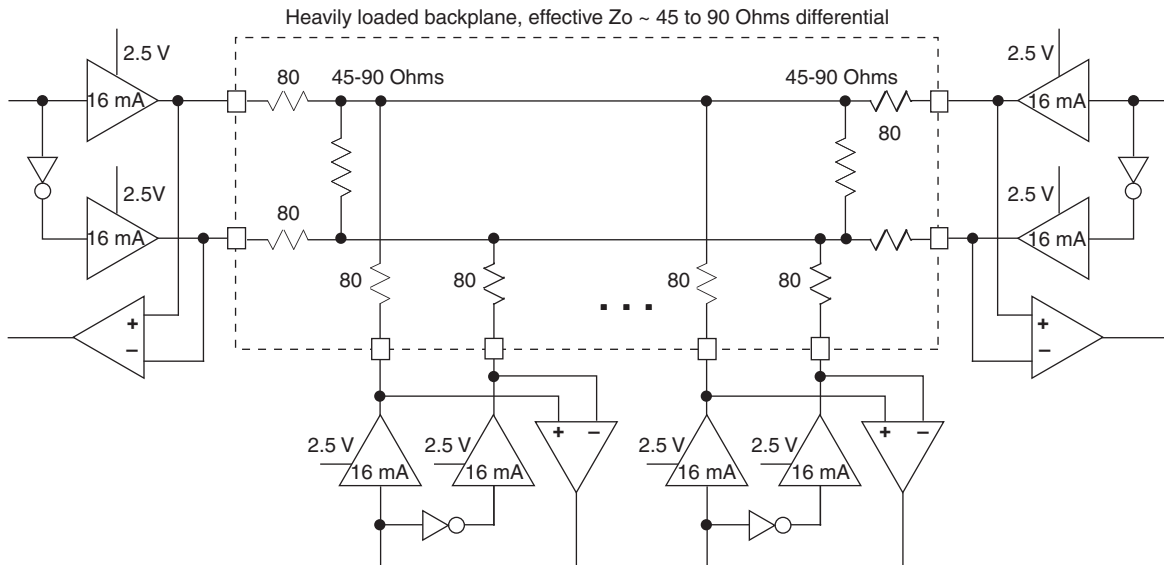 Heavily loaded backplane, effective Zo ~ 45 to 90 Ohms differential
2.5 V
2.5 V
80
45-90 Ohms
45-90 Ohms
16 mA
16 mA
80
2.5V
2.5 V
80
16 mA
16 mA
80
80
80
80
+
−
. . .
+
−
2.5 V
2.5 V
+
−
2.5 V
2.5 V
+
−
16 mA
16 mA
16 mA
16 mA